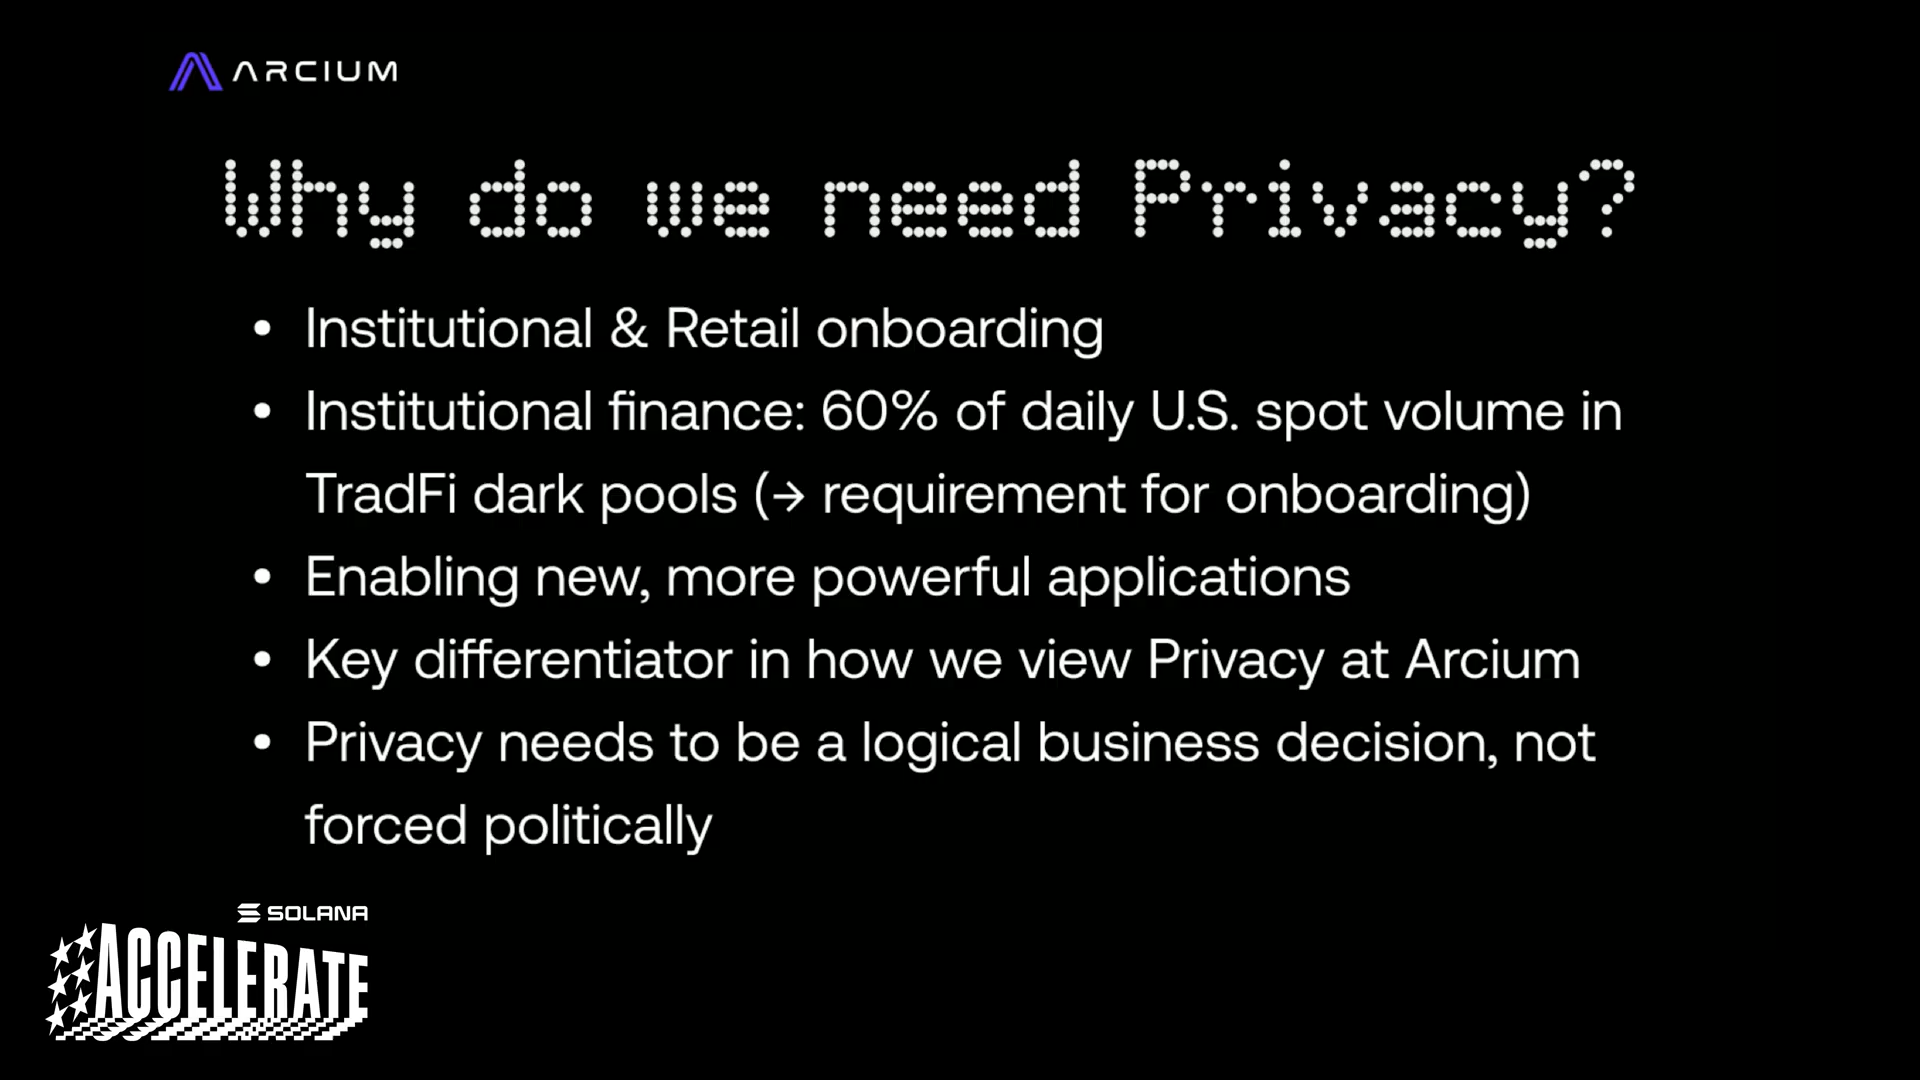 ARCIUM
Why do we need Privacy?
• Institutional & Retail onboarding
• Institutional finance: 60% of daily U.S. spot volume in
TradFi dark pools (→ requirement for onboarding)
• Enabling new, more powerful applications
• Key differentiator in how we view Privacy at Arcium
• Privacy needs to be a logical business decision, not
forced politically
SOLANA
ACCELERATE